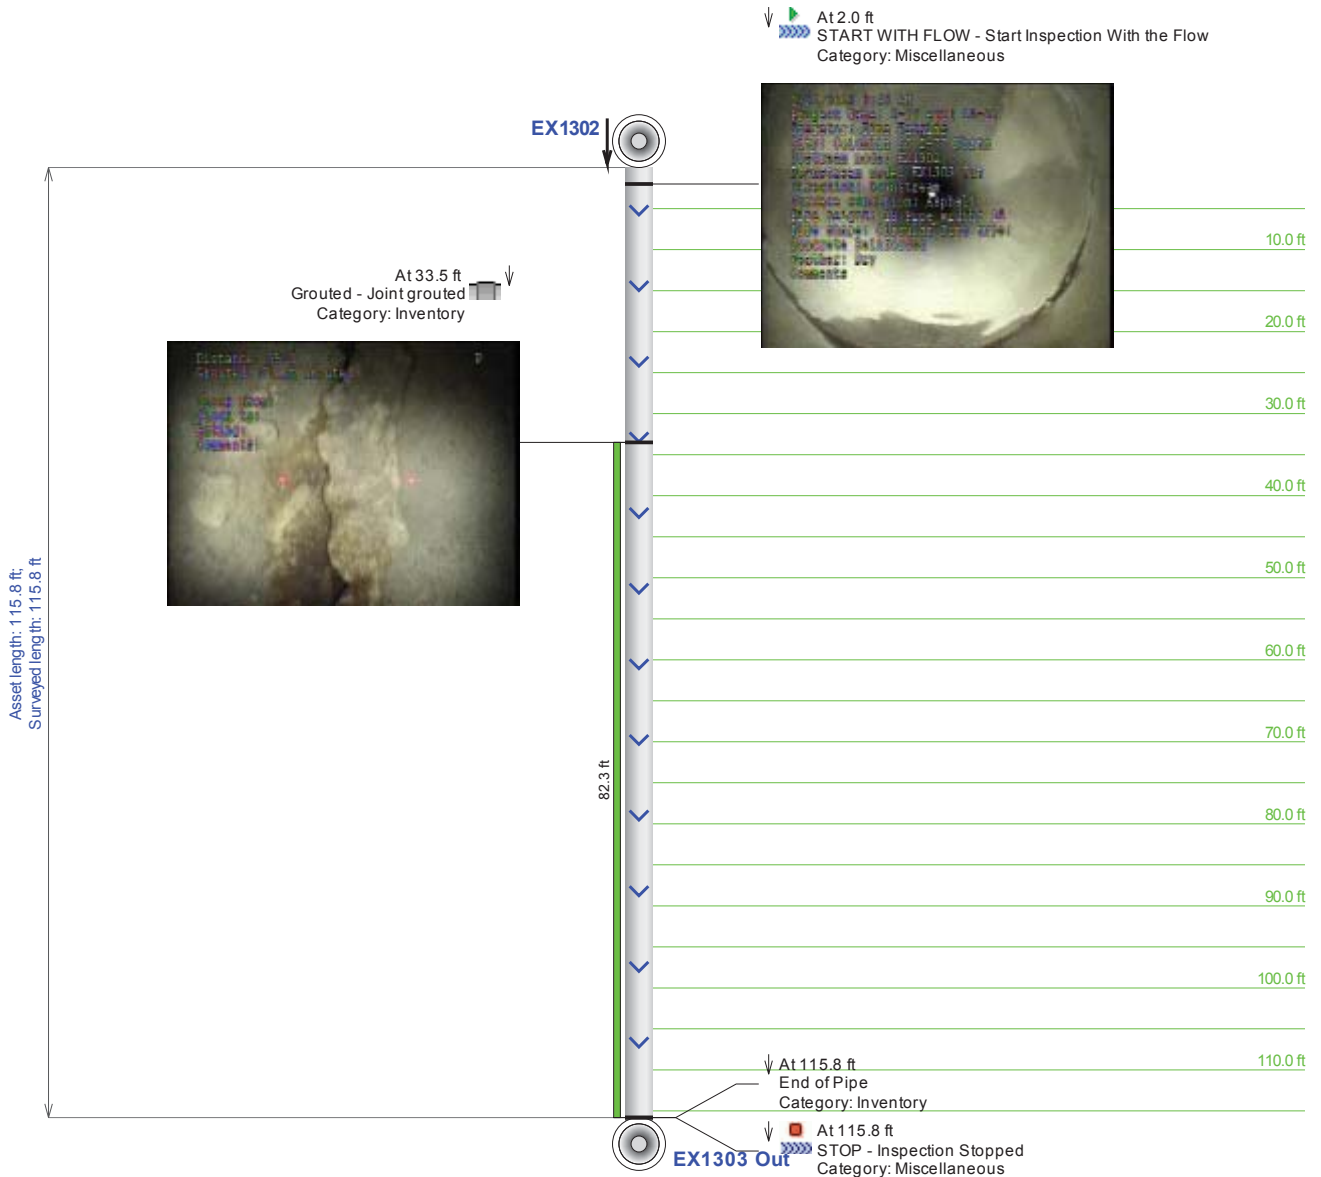 At 2.0 ft
START WITH FLOW - Start Inspection With the Flow
Category: Miscellaneous
EX1302
10.0 ft
At 33.5 ft
Grouted - Joint grouted
Category: Inventory
20.0 ft
30.0 ft
40.0 ft
50.0 ft
Asset length: 115.8 ft;
Surveyed length: 115.8 ft
60.0 ft
70.0 ft
82.3 ft
80.0 ft
90.0 ft
100.0 ft
110.0 ft
At 115.8 ft
End of Pipe
Category: Inventory
At 115.8 ft
STOP - Inspection Stopped
Category: Miscellaneous
EX1303 Out